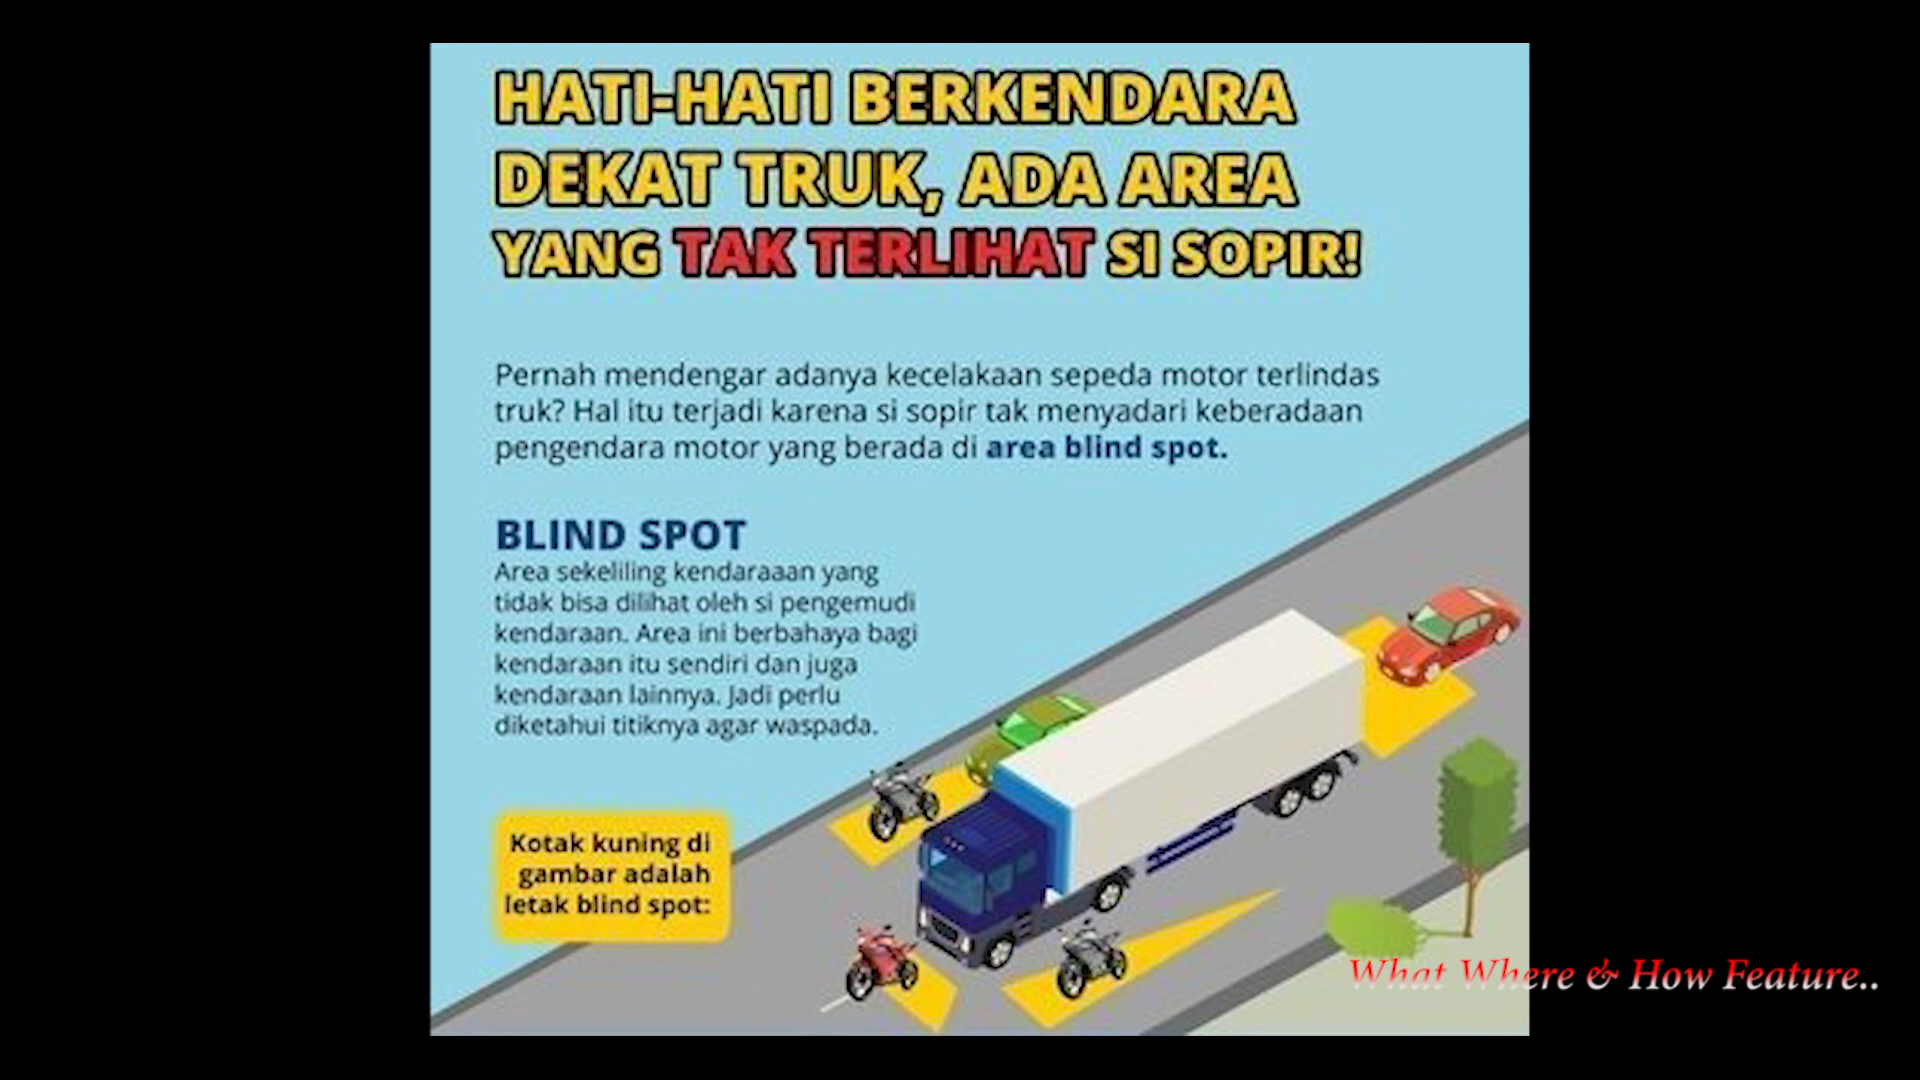 HATI-HATI BERKENDARA
DEKAT TRUK, ADA AREA
YANG TAK TERLIHAT SI SOPIR!
Pernah mendengar adanya kecelakaan sepeda motor terlindas
truk? Hal itu terjadi karena si sopir tak menyadari keberadaan
pengendara motor yang berada di area blind spot.
BLIND SPOT
Area sekeliling kendaraaan yang
tidak bisa dilihat oleh si pengemudi
kendaraan. Area ini berbahaya bagi
kendaraan itu sendiri dan juga
kendaraan lainnya. Jadi perlu
diketahui titiknya agar waspada.
Kotak kuning di
gambar adalah
letak blind spot:
What Where & How Feature..